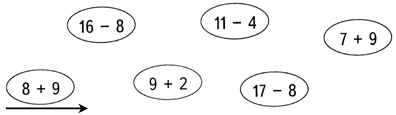 16 – 8
11 – 4
7 + 9
8 + 9
9 + 2
17 – 8